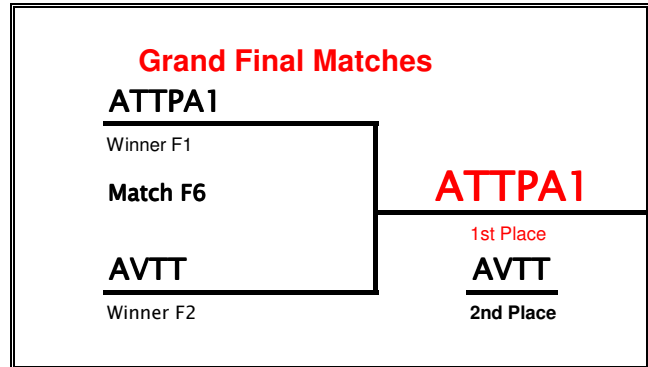 Grand Final Matches
ATTPA1
Winner F1
Match F6
ATTPA1
1st Place
AVTT
Winner F2
AVTT
2nd Place